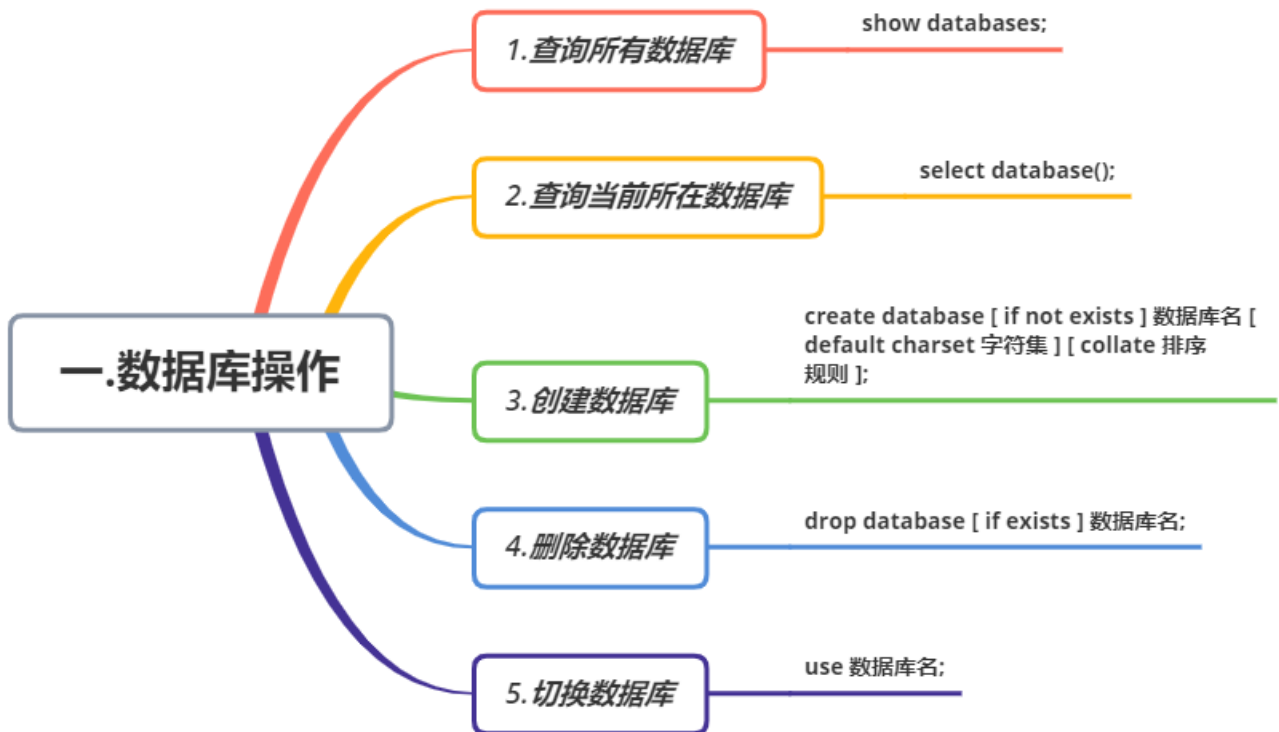 show databases;
1.查询所有数据库
select database();
2.查询当前所在数据库
create database [ if not exists ] 数据库名 [
default charset 字符集 ] [ collate 排序
规则 ];
一.数据库操作
3.创建数据库
drop database [ if exists ] 数据库名;
4.删除数据库
use 数据库名;
5.切换数据库